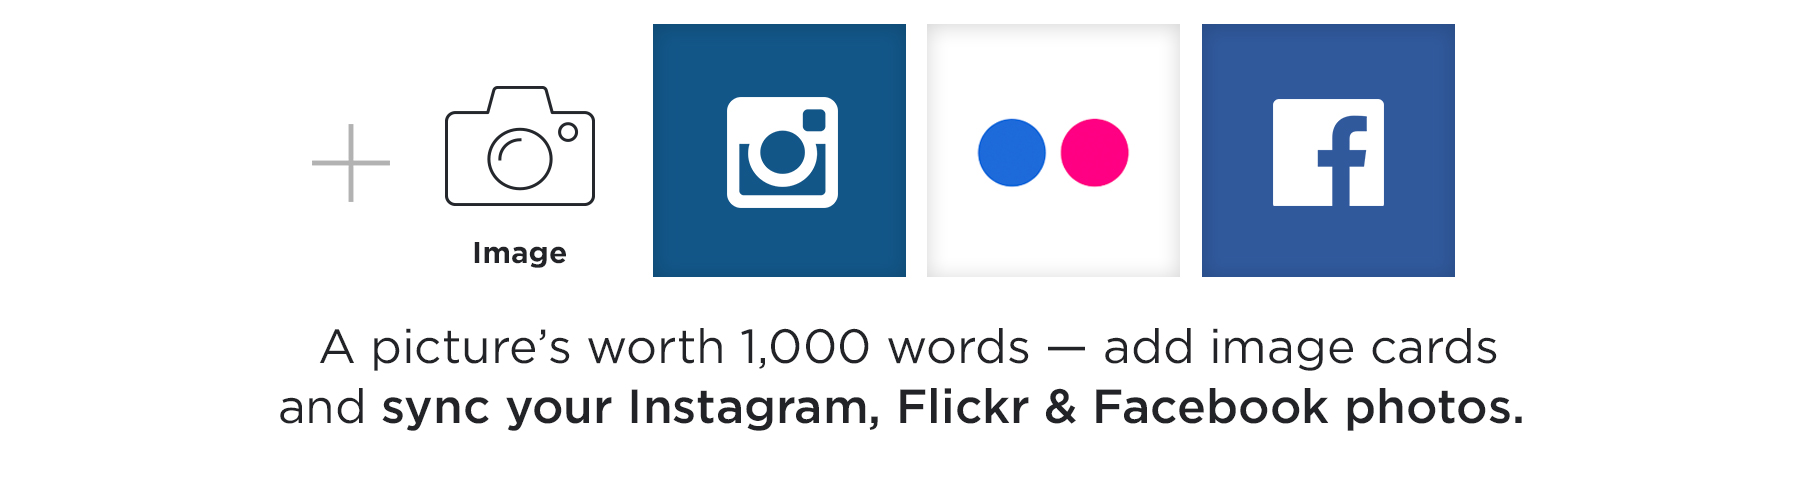 Image
A picture’s worth 1,000 words — add image cards
and sync your Instagram, Flickr & Facebook photos.